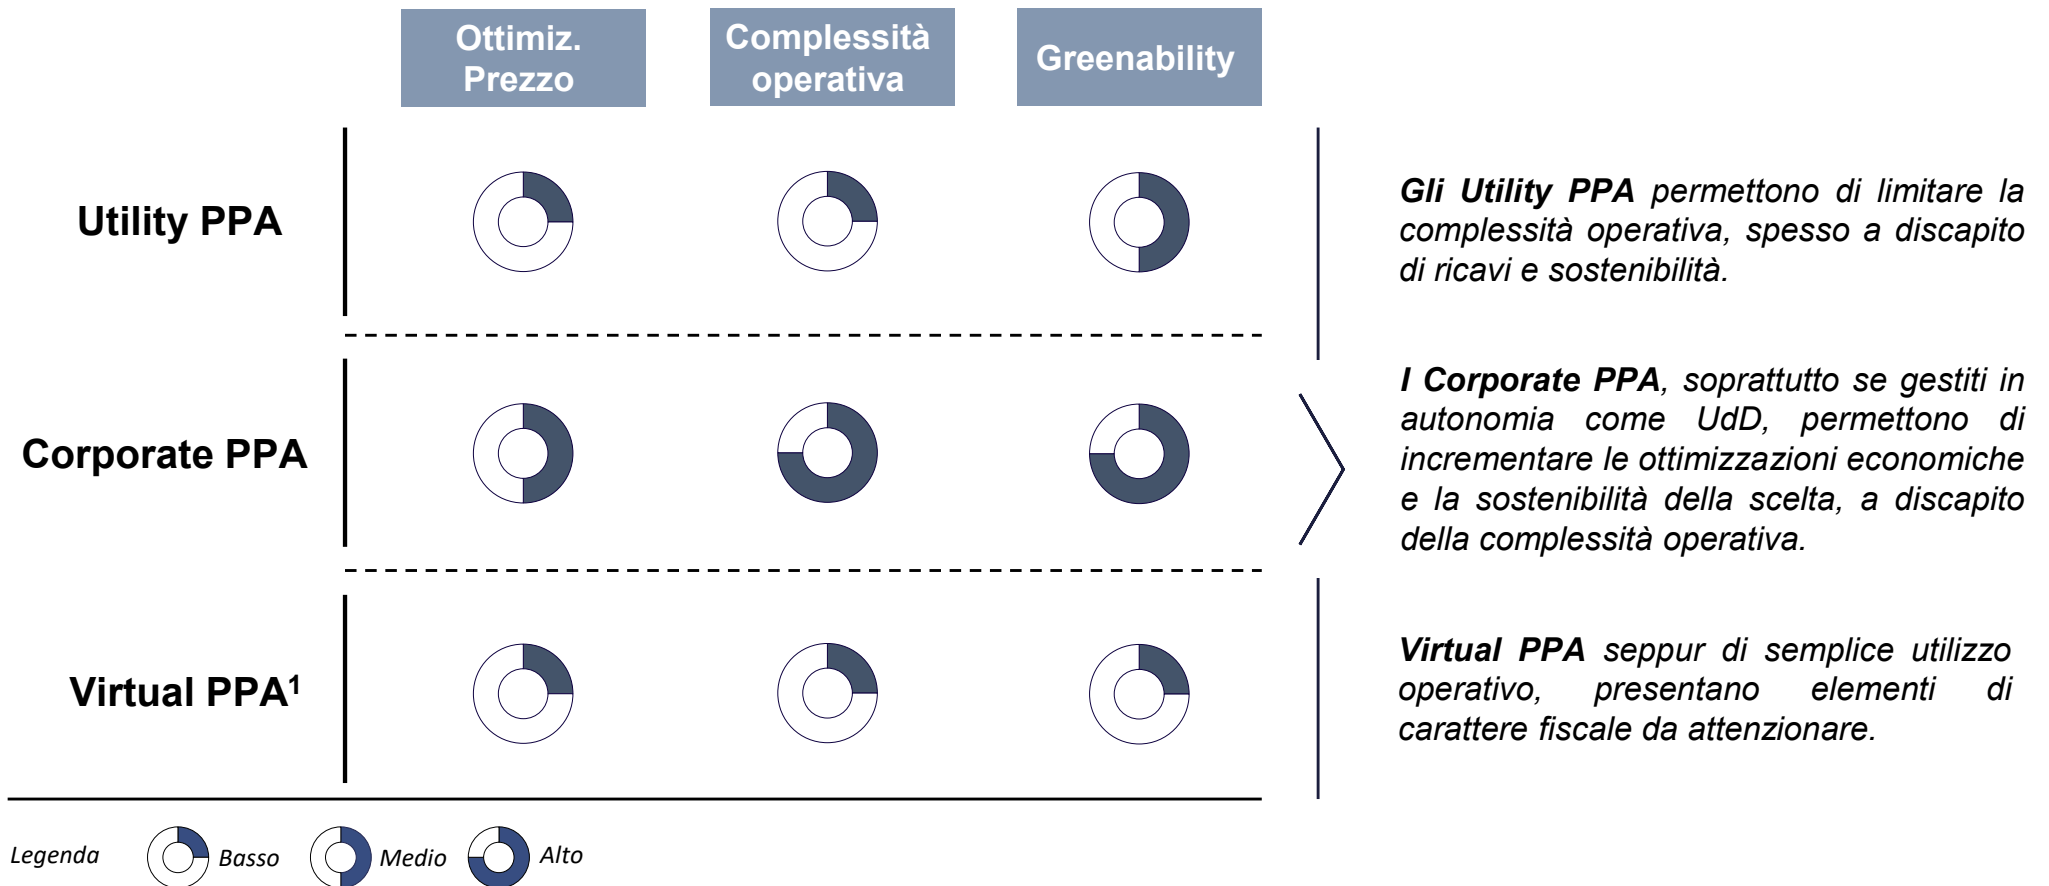 Ottimiz.
Prezzo
Complessità
operativa
Greenability
Utility PPA
Gli Utility PPA permettono di limitare la
complessità operativa, spesso a discapito
di ricavi e sostenibilità.
Corporate PPA
I Corporate PPA, soprattutto se gestiti in
autonomia come UdD, permettono di
incrementare le ottimizzazioni economiche
e la sostenibilità della scelta, a discapito
della complessità operativa.
Virtual PPA¹
Virtual PPA seppur di semplice utilizzo
operativo, presentano elementi di
carattere fiscale da attenzionare.
Legenda
Basso
Medio
Alto